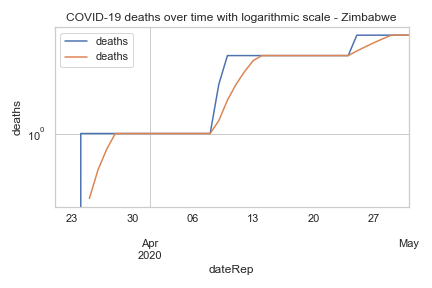 COVID-19 deaths over time with logarithmic scale - Zimbabwe
deaths
deaths
deaths
10⁰
23 30 06 13 20 27
Apr May
2020
dateRep